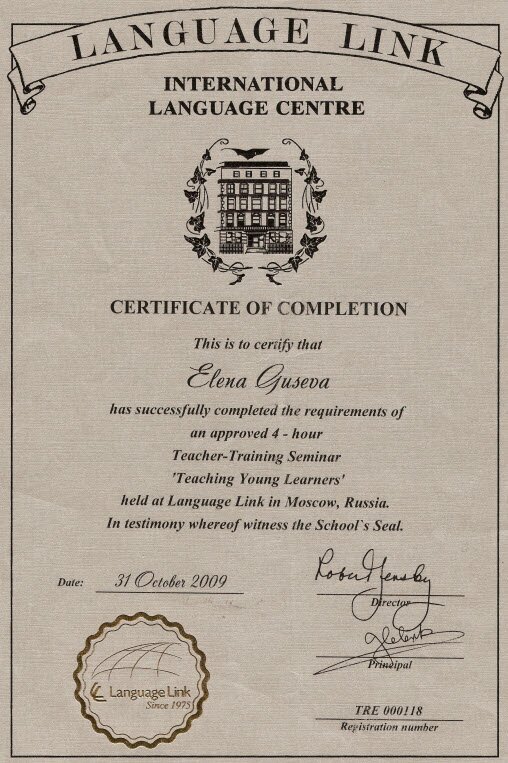 LANGUAGE LINK
INTERNATIONAL
LANGUAGE CENTRE
CERTIFICATE OF COMPLETION
This is to certify that
Elena Guseva
has successfully completed the requirements of
an approved 4 - hour
Teacher-Training Seminar
'Teaching Young Learners'
held at Language Link in Moscow, Russia.
In testimony whereof witness the School`s Seal.
Date: 31 October 2009
Director
Principal
LanguageLink
Since 1975
TRE 000118
Registration number